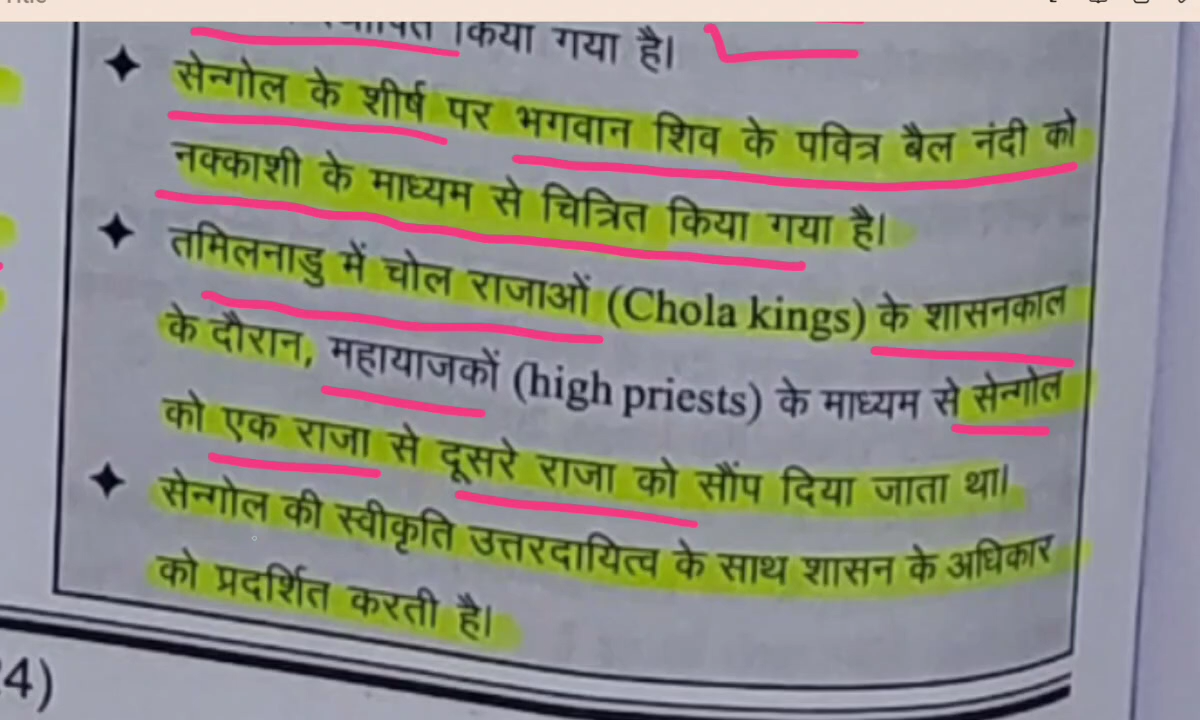 किया गया है।
सेन्गोल के शीर्ष पर भगवान शिव के पवित्र बैल नंदी को
नक्काशी के माध्यम से चित्रित किया गया है।
तमिलनाडु में चोल राजाओं (Chola kings) के शासनकाल
के दौरान, महायाजकों (high priests) के माध्यम से सेन्गोल
को एक राजा से दूसरे राजा को सौंप दिया जाता था।
सेन्गोल की स्वीकृति उत्तरदायित्व के साथ शासन के अधिकार
को प्रदर्शित करती है।
4)